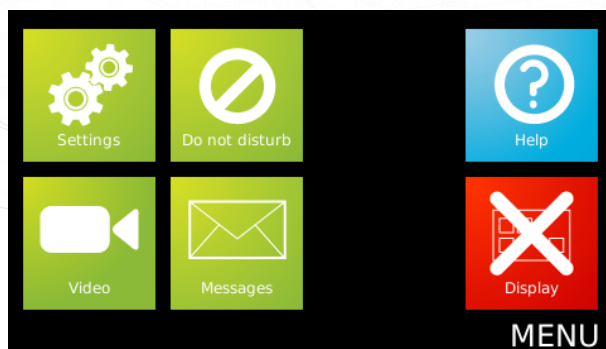 Settings
Do not disturb
?
Help
Video
Messages
Display
MENU